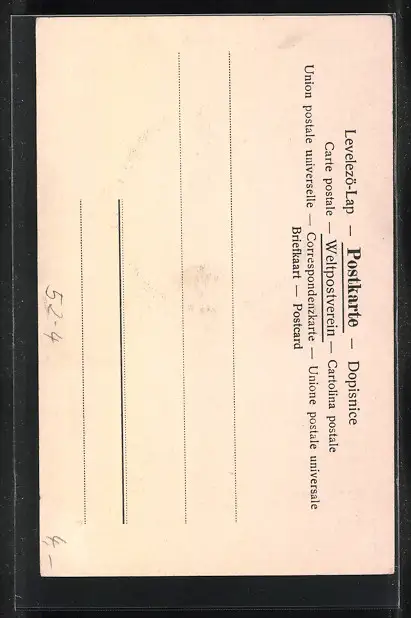 Levelezö-Lap — Postkarte — Dopisnice
Carte postale — Weltpostverein — Cartolina postale
Union postale universelle — Correspondenzkarte — Unione postale universale
Briefkaart — Postcard
52-4
4,-